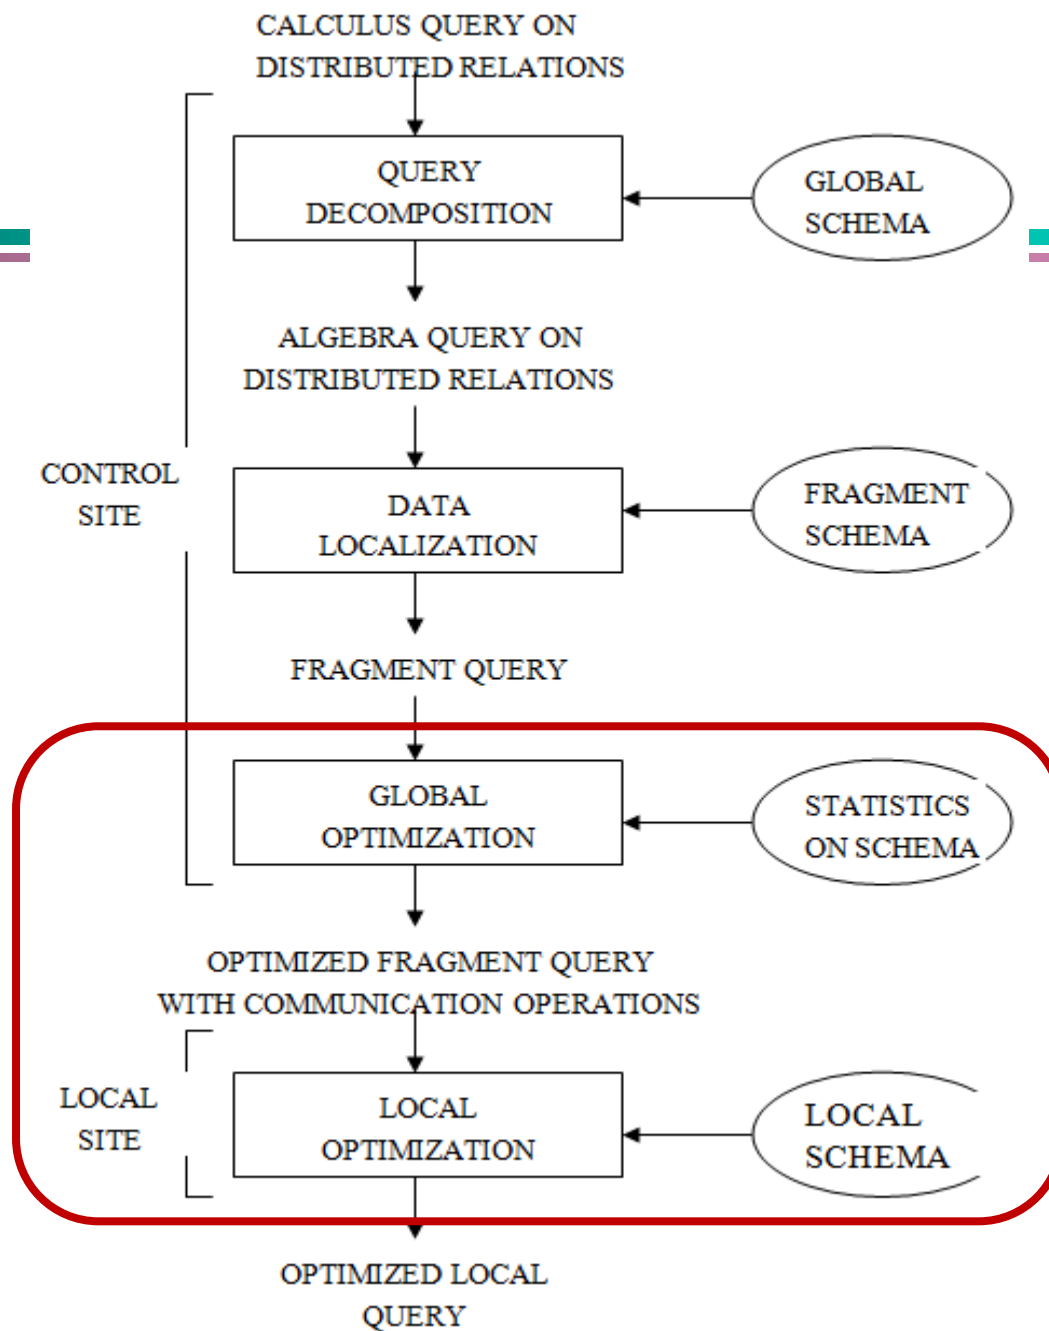 CALCULUS QUERY ON
DISTRIBUTED RELATIONS
QUERY
DECOMPOSITION
GLOBAL
SCHEMA
ALGEBRA QUERY ON
DISTRIBUTED RELATIONS
CONTROL
SITE
DATA
LOCALIZATION
FRAGMENT
SCHEMA
FRAGMENT QUERY
GLOBAL
OPTIMIZATION
STATISTICS
ON SCHEMA
OPTIMIZED FRAGMENT QUERY
WITH COMMUNICATION OPERATIONS
LOCAL
SITE
LOCAL
OPTIMIZATION
LOCAL
SCHEMA
OPTIMIZED LOCAL
QUERY